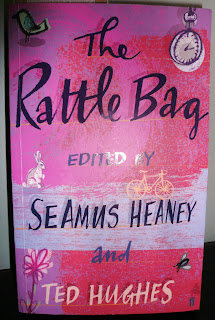 The
Rattle Bag
EDITED BY
SEAMUS HEANEY
and
TED HUGHES